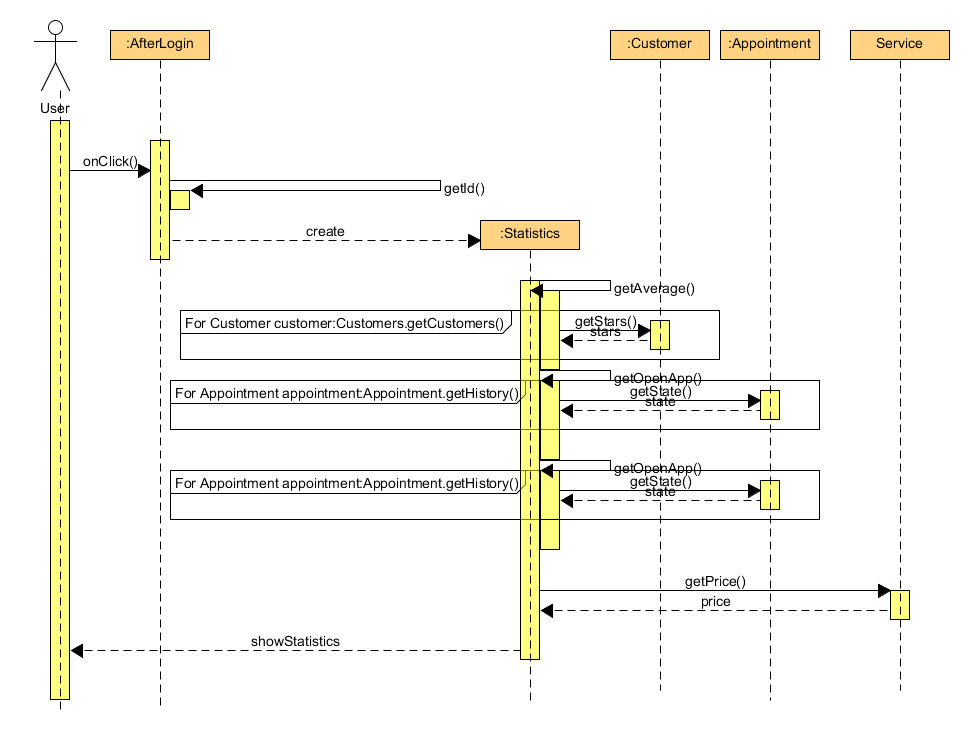 :AfterLogin
:Customer
:Appointment
Service
User
onClick()
getId()
create
:Statistics
getAverage()
For Customer customer:Customers.getCustomers()
getStars()
stars
getOpenApp()
For Appointment appointment:Appointment.getHistory()
getState()
state
getOpenApp()
For Appointment appointment:Appointment.getHistory()
getState()
state
getPrice()
price
showStatistics